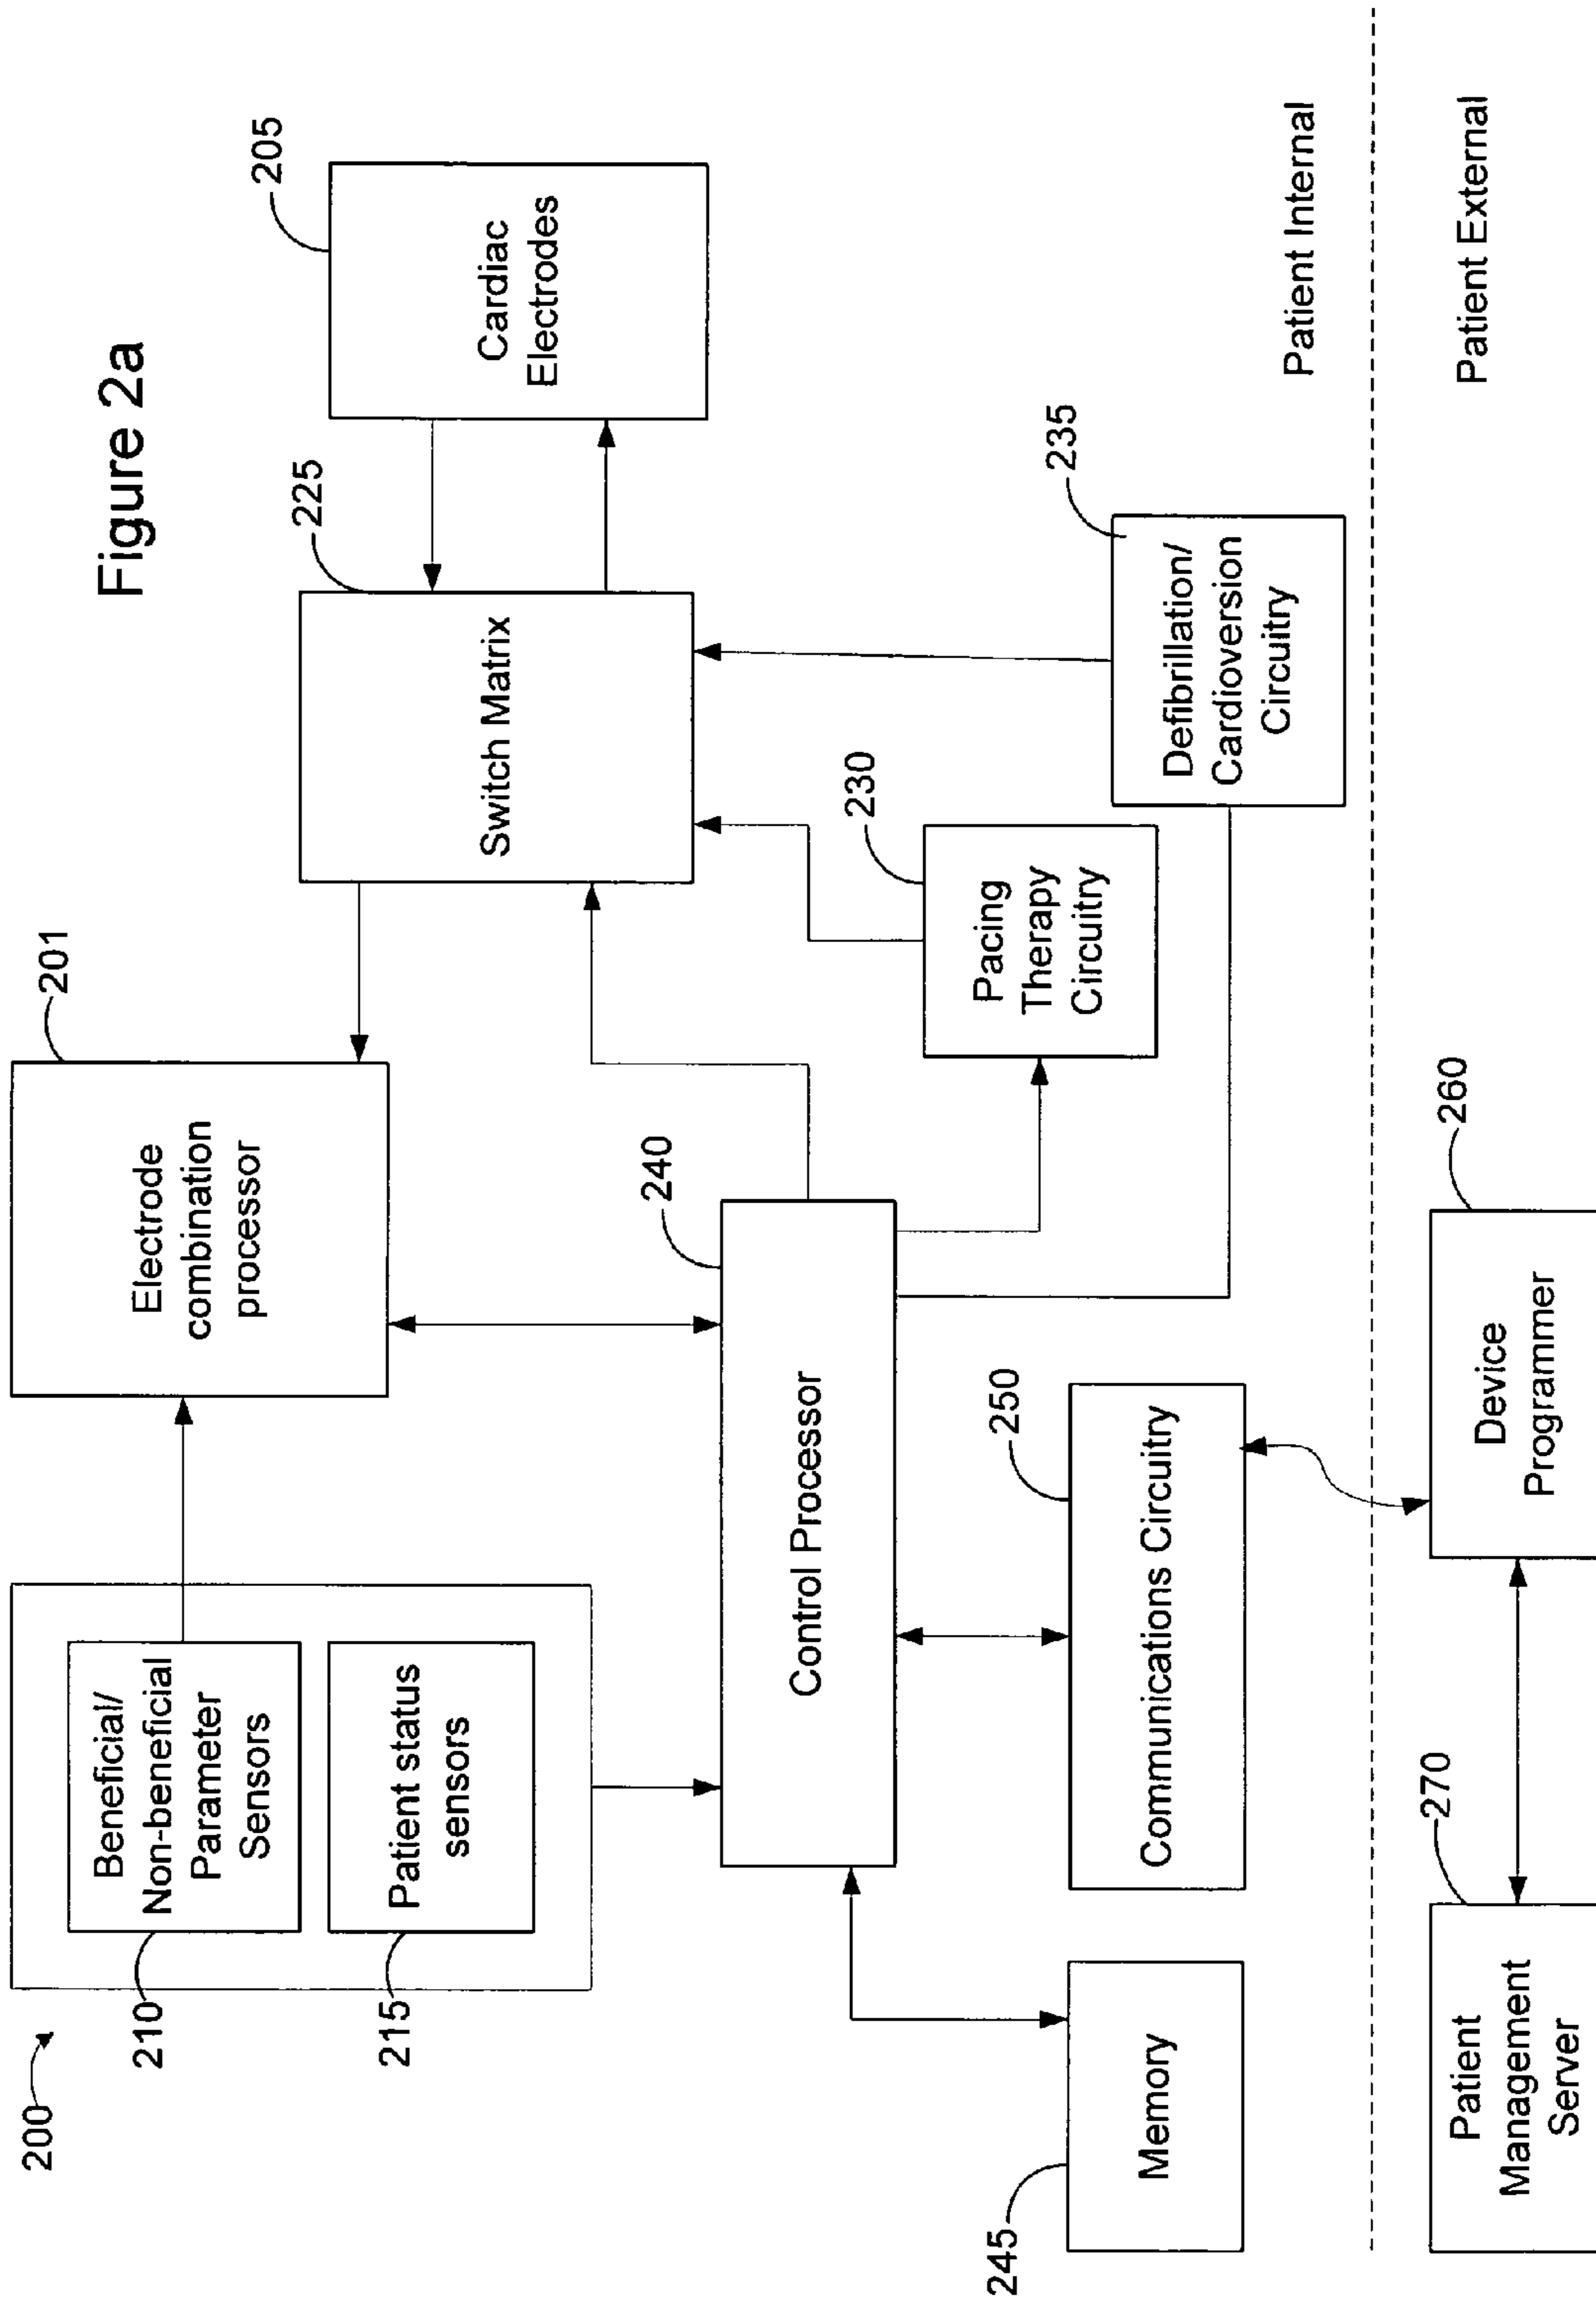 Figure 2a
200
210
Beneficial/
Non-beneficial
Parameter
Sensors
215
Patient status
sensors
201
Electrode
combination
processor
225
Switch Matrix
205
Cardiac
Electrodes
240
Control Processor
230
Pacing
Therapy
Circuitry
235
Defibrillation/
Cardioversion
Circuitry
245
Memory
250
Communications Circuitry
Patient Internal
Patient External
270
Patient
Management
Server
260
Device
Programmer